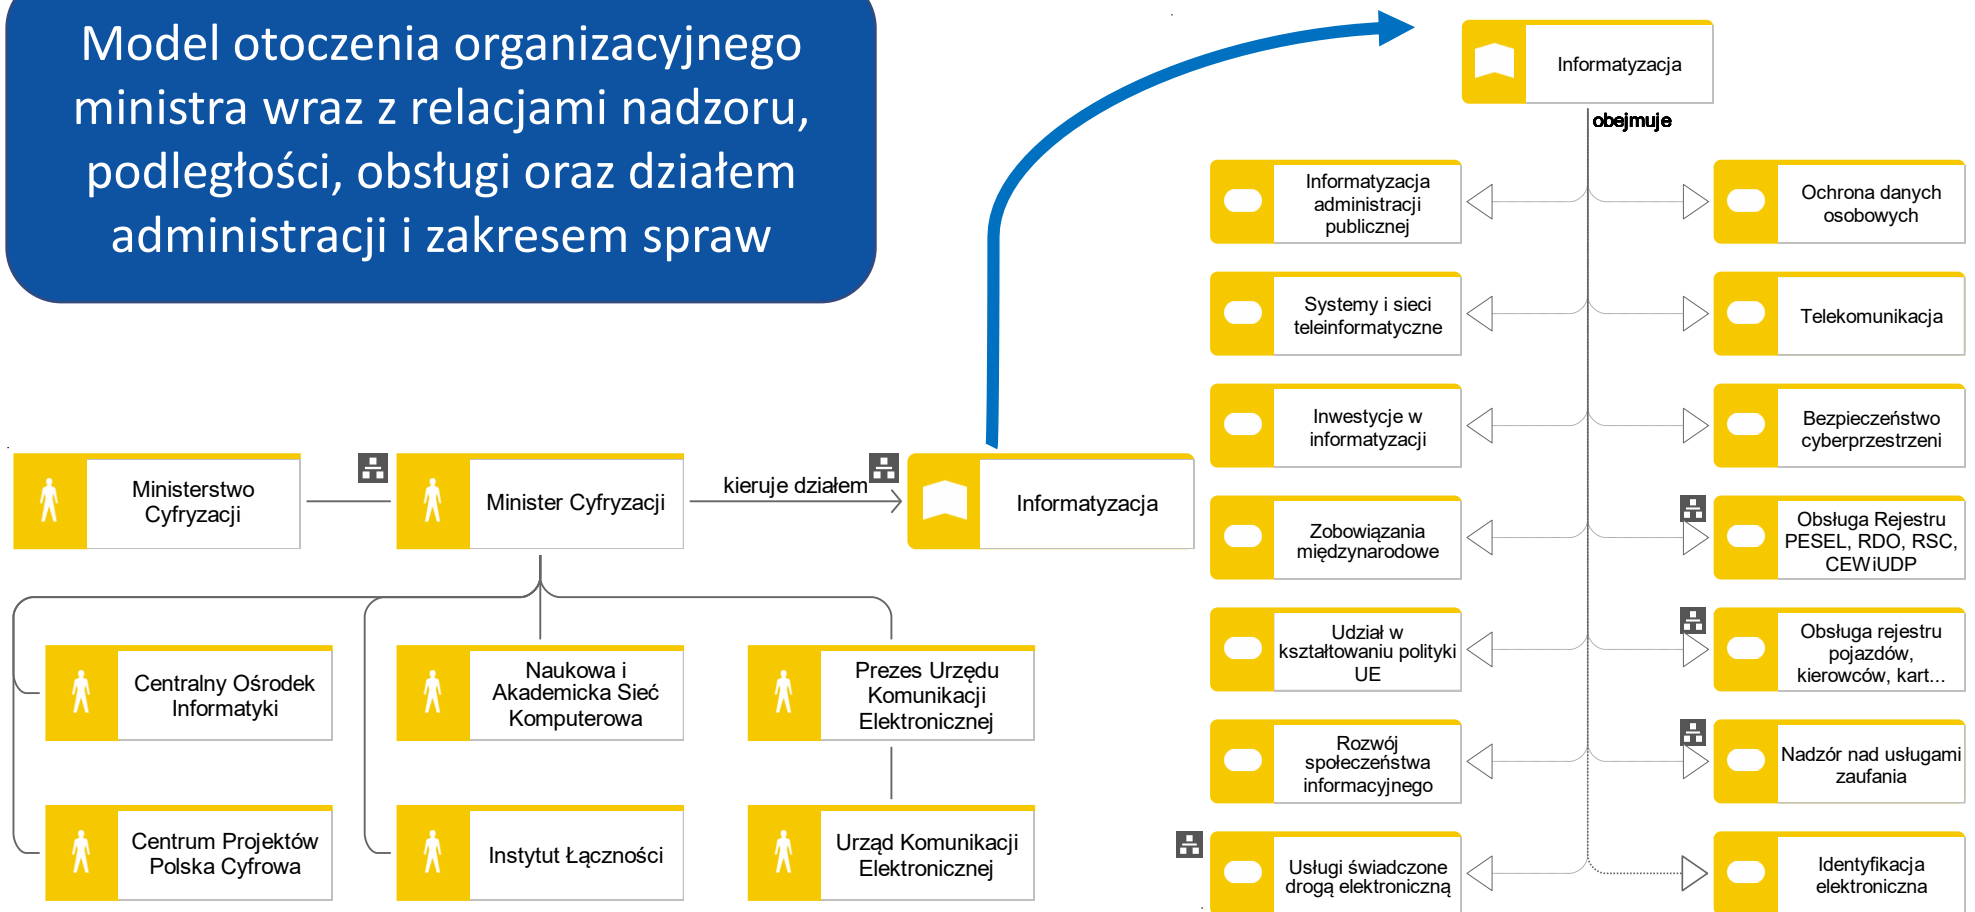 Model otoczenia organizacyjnego
ministra wraz z relacjami nadzoru,
podległości, obsługi oraz działem
administracji i zakresem spraw
Ministerstwo
Cyfryzacji
Minister Cyfryzacji
kieruje działem
Informatyzacja
Centralny Ośrodek
Informatyki
Naukowa i
Akademicka Sieć
Komputerowa
Prezes Urzędu
Komunikacji
Elektronicznej
Centrum Projektów
Polska Cyfrowa
Instytut Łączności
Urząd Komunikacji
Elektronicznej
Informatyzacja
obejmuje
Informatyzacja
administracji
publicznej
Ochrona danych
osobowych
Systemy i sieci
teleinformatyczne
Telekomunikacja
Inwestycje w
informatyzacji
Bezpieczeństwo
cyberprzestrzeni
Zobowiązania
międzynarodowe
Obsługa Rejestru
PESEL, RDO, RSC,
CEWiUDP
Udział w
kształtowaniu polityki
UE
Obsługa rejestru
pojazdów,
kierowców, kart...
Rozwój
społeczeństwa
informacyjnego
Nadzór nad usługami
zaufania
Usługi świadczone
drogą elektroniczną
Identyfikacja
elektroniczna